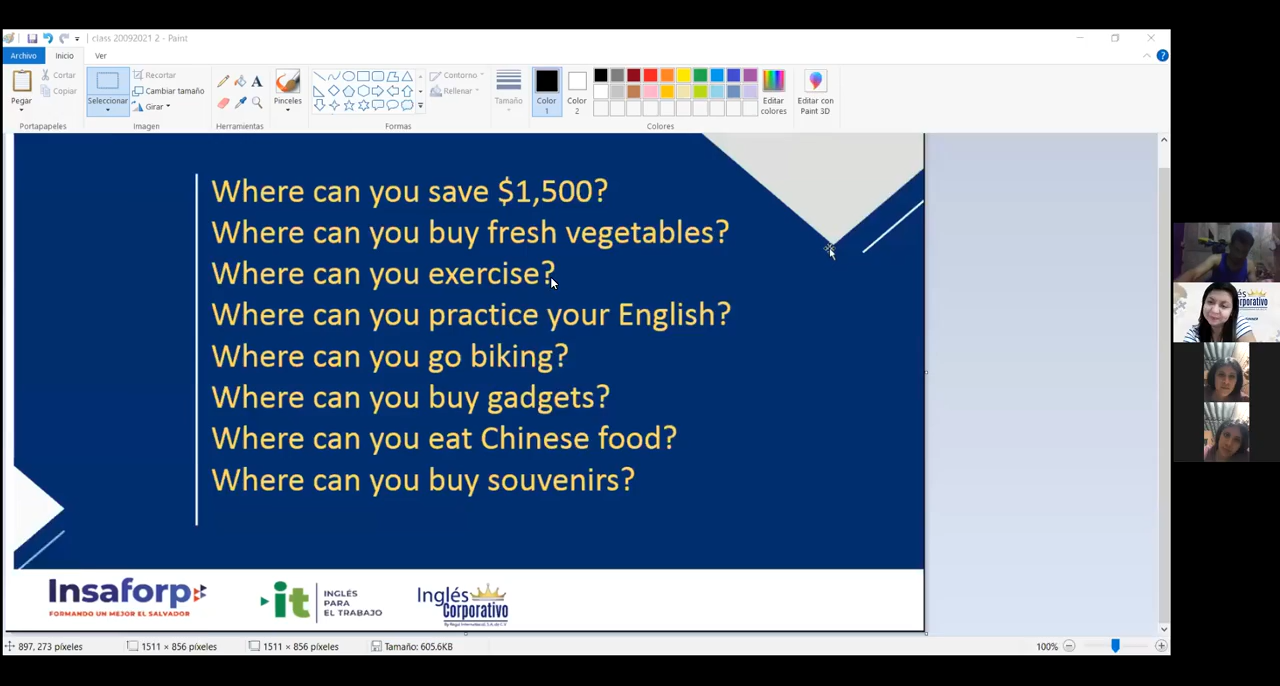 class 20092021 2 - Paint
Archivo
Inicio
Ver
Pegar
Cortar
Copiar
Portapapeles
Seleccionar
Recortar
Cambiar tamaño
Girar
Imagen
A
Herramientas
Pinceles
Contorno
Rellenar
Formas
Tamaño
Color
1
Color
2
Editar
colores
Editar con
Paint 3D
Colores
Where can you save $1,500?
Where can you buy fresh vegetables?
Where can you exercise?
Where can you practice your English?
Where can you go biking?
Where can you buy gadgets?
Where can you eat Chinese food?
Where can you buy souvenirs?
Insaforp
FORMANDO UN MEJOR EL SALVADOR
it
INGLÉS
PARA
EL TRABAJO
Inglés
Corporativo
897, 273 píxeles
1511 × 856 píxeles
1511 × 856 píxeles
Tamaño: 605.6KB
100%